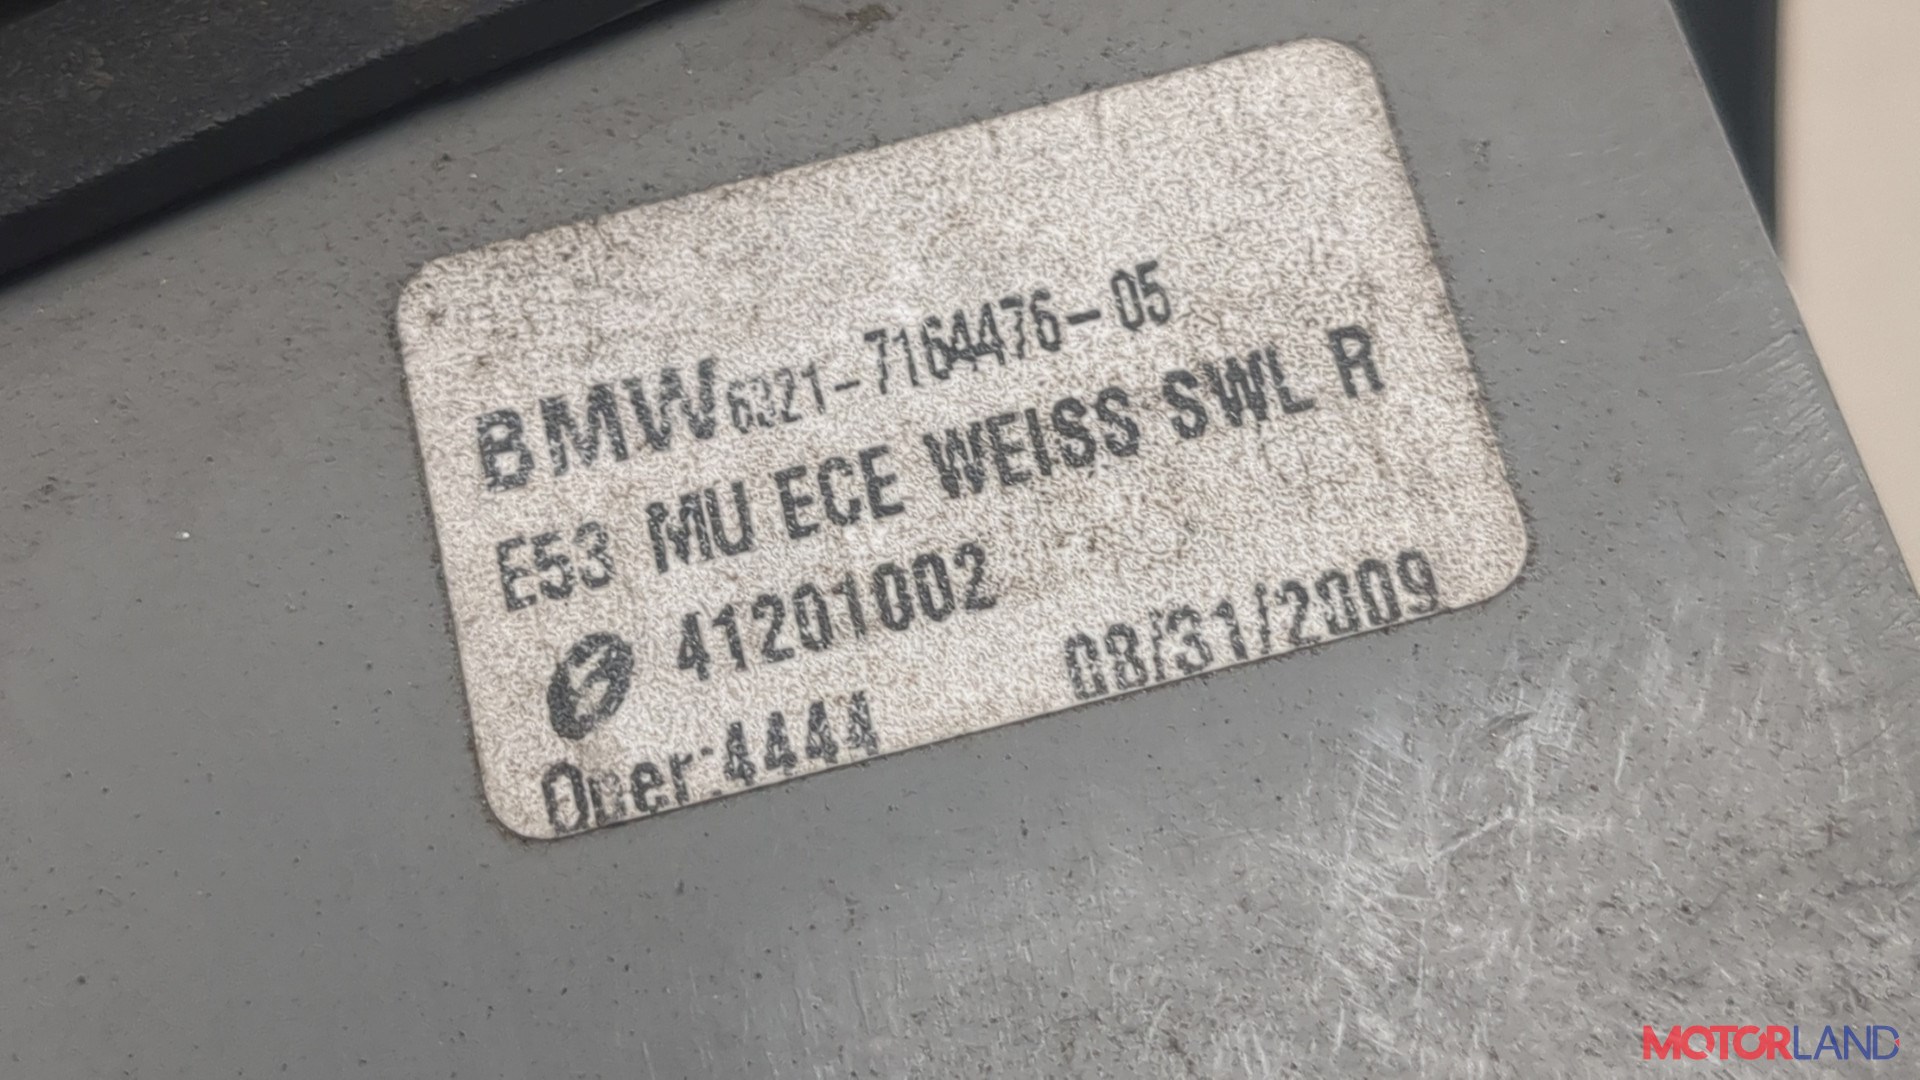 BMW 6321-7164476-05
E53 MU ECE WEISS SWL R
41201002
08/31/2009
Oper:4444
MOTORLAND